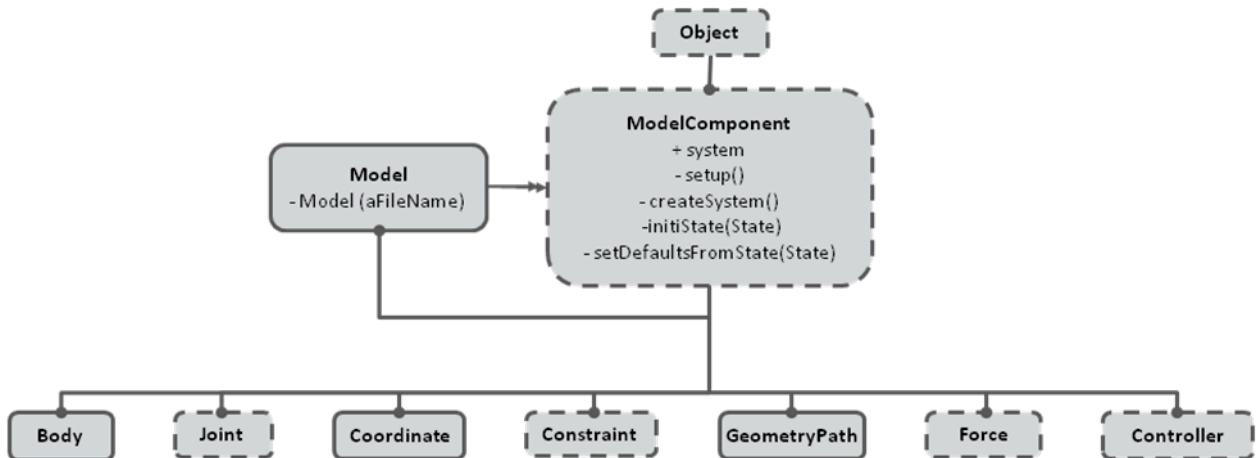 Object
ModelComponent
+ system
- setup()
- createSystem()
-initiState(State)
- setDefaultsFromState(State)
Model
- Model (aFileName)
Body
Joint
Coordinate
Constraint
GeometryPath
Force
Controller